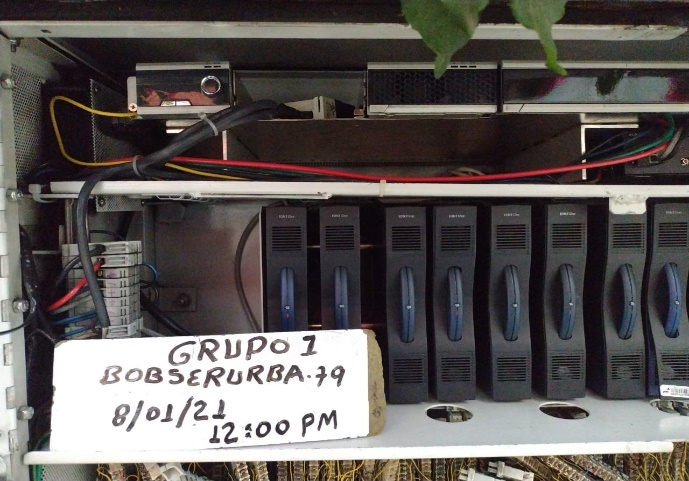 GRUPO 1
BOBSERURBA.79
8/01/21
12:00 PM